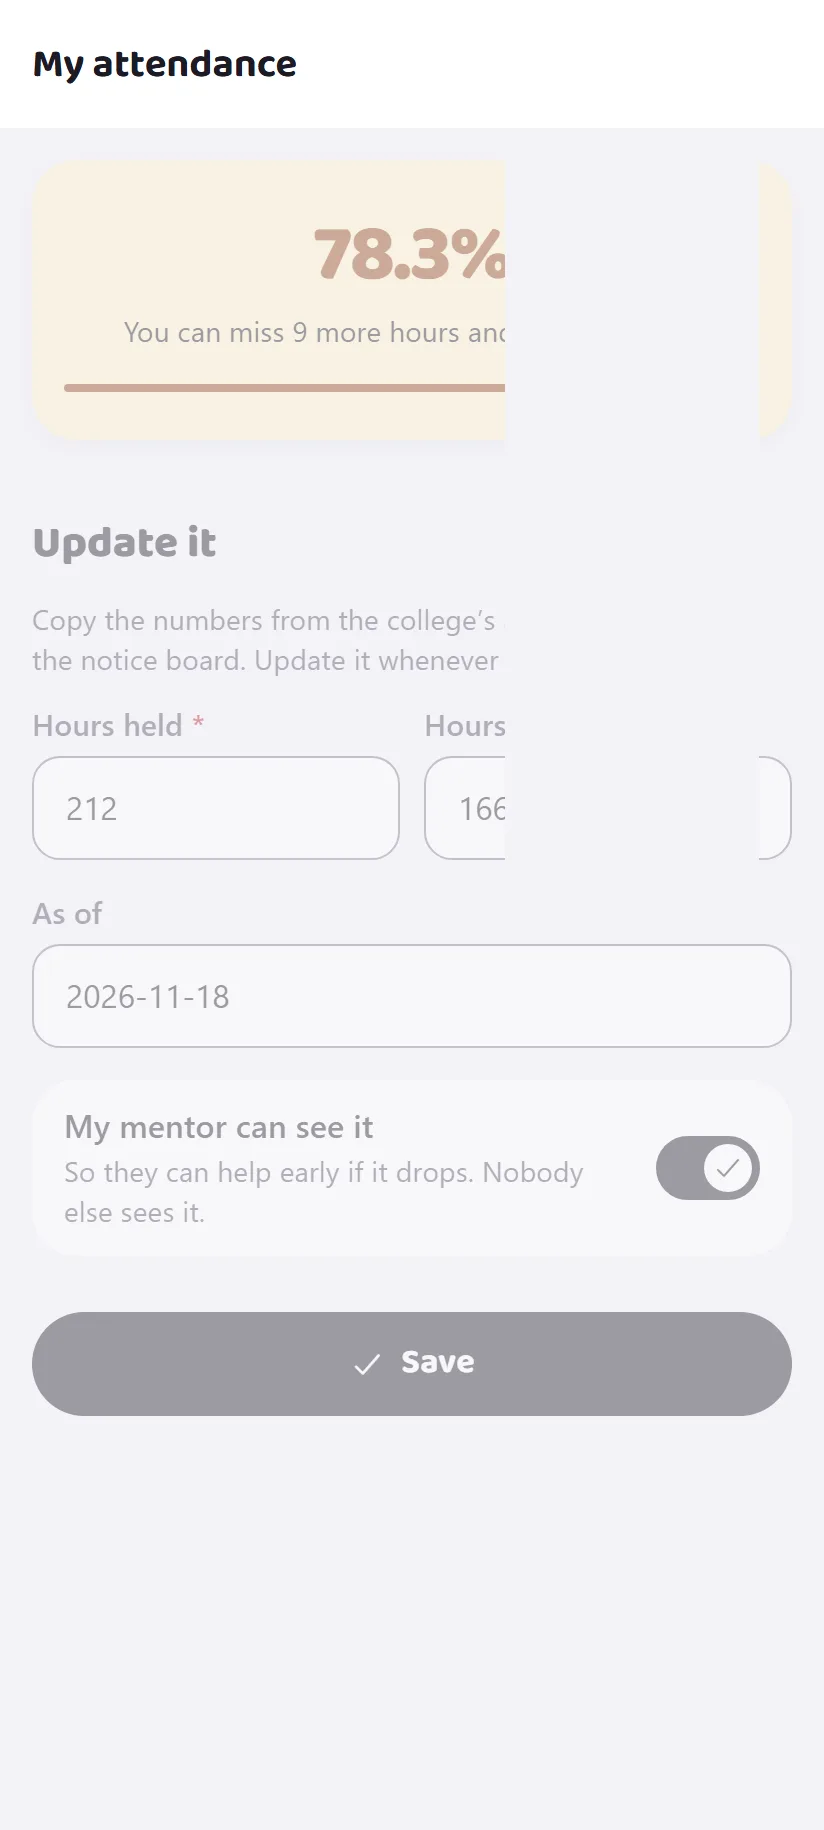 My attendance
78.3%
You can miss 9 more hours
Update it
Copy the numbers from the college's
the notice board. Update it whenever
Hours held *
Hours
212
166
As of
2026-11-18
My mentor can see it
So they can help early if it drops. Nobody
else sees it.
Save